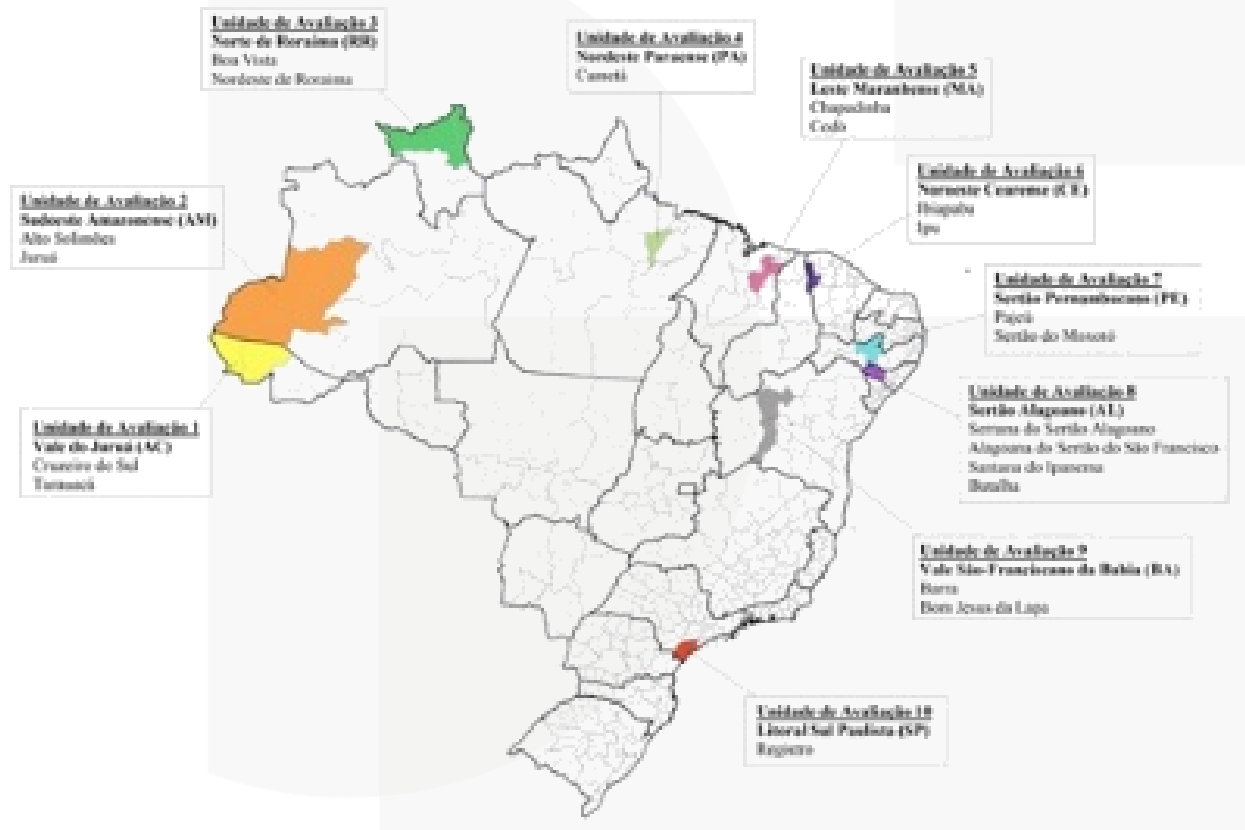 Unidade de Avaliação 3
Norte de Roraima (RR)
Boa Vista
Nordeste de Roraima
Unidade de Avaliação 4
Nordeste Paraense (PA)
Cametá
Unidade de Avaliação 5
Leste Maranhense (MA)
Chapadinha
Codó
Unidade de Avaliação 6
Noroeste Cearense (CE)
Ibiapaba
Ipu
Unidade de Avaliação 2
Sudoeste Amazonense (AM)
Alto Solimões
Juruá
Unidade de Avaliação 7
Sertão Pernambucano (PE)
Pajeú
Sertão do Moxotó
Unidade de Avaliação 8
Sertão Alagoano (AL)
Serrana do Sertão Alagoano
Alagoana do Sertão do São Francisco
Santana do Ipanema
Batalha
Unidade de Avaliação 1
Vale do Juruá (AC)
Cruzeiro do Sul
Tarauacá
Unidade de Avaliação 9
Vale São-Franciscano da Bahia (BA)
Barra
Bom Jesus da Lapa
Unidade de Avaliação 10
Litoral Sul Paulista (SP)
Registro